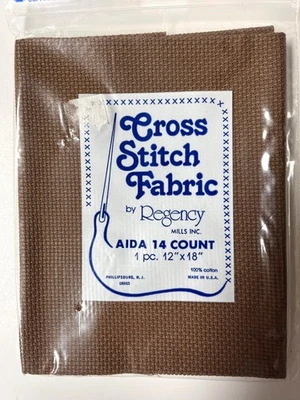 Cross
Stitch
Fabric
by Regency
MILLS INC.
AIDA 14 COUNT
1 pc. 12"x18"
100% cotton
PHILLIPSBURG, N.J. MADE IN U.S.A.
08865